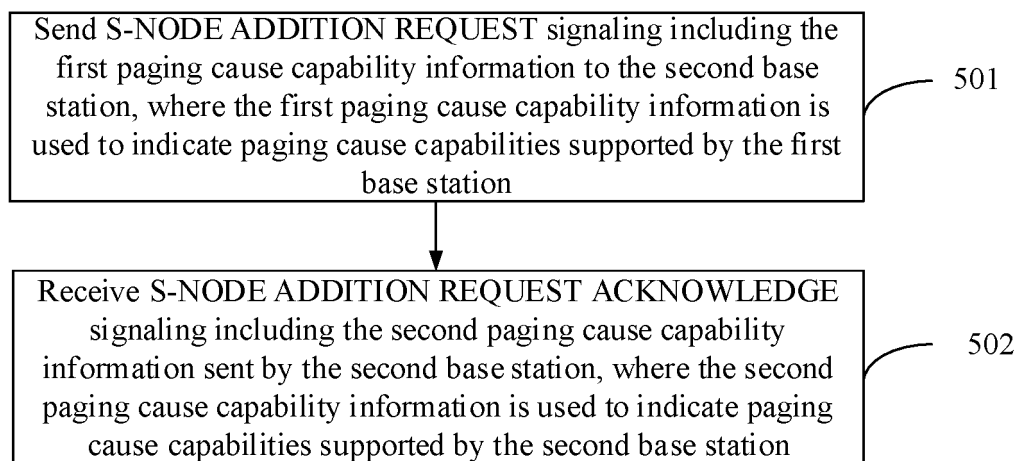 Send S-NODE ADDITION REQUEST signaling including the
first paging cause capability information to the second base
station, where the first paging cause capability information is
used to indicate paging cause capabilities supported by the first
base station
501
Receive S-NODE ADDITION REQUEST ACKNOWLEDGE
signaling including the second paging cause capability
information sent by the second base station, where the second
paging cause capability information is used to indicate paging
cause capabilities supported by the second base station
502